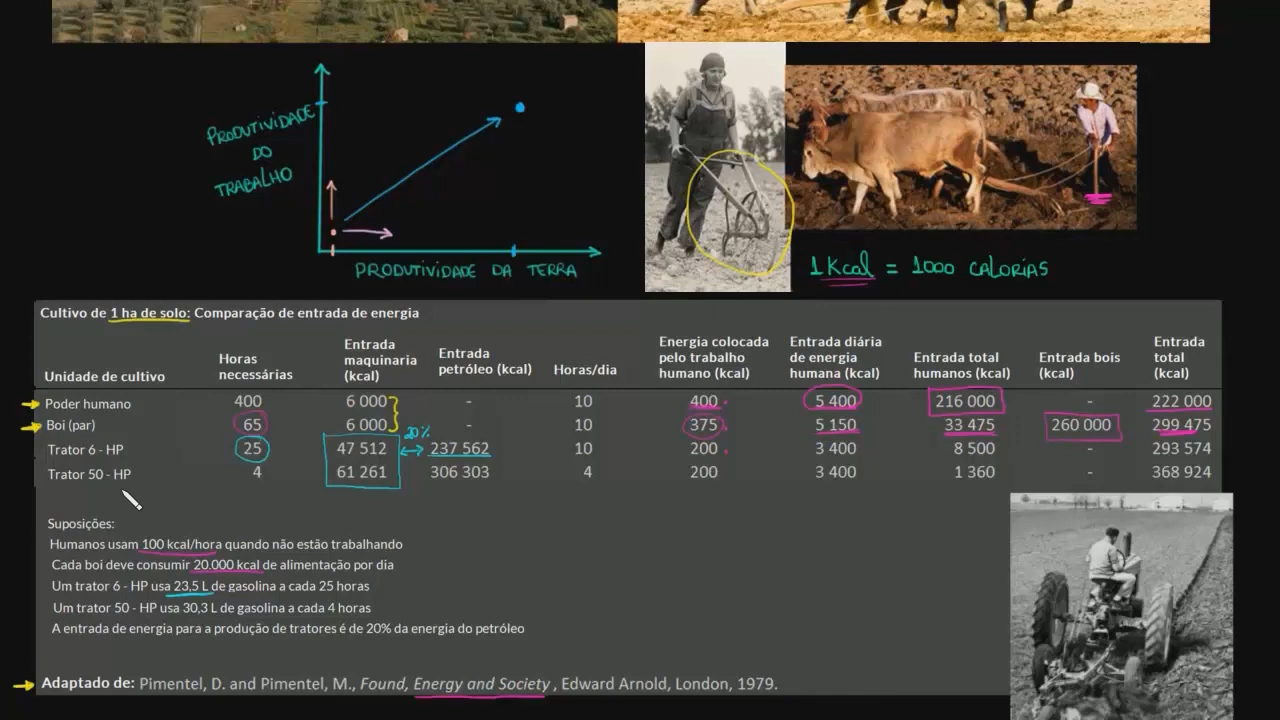 PRODUTIVIDADE
DO
TRABALHO
PRODUTIVIDADE DA TERRA
1 Kcal = 1000 CALORIAS
Cultivo de 1 ha de solo: Comparação de entrada de energia
Unidade de cultivo Horas necessárias Entrada maquinaria (kcal) Entrada petróleo (kcal) Horas/dia Energia colocada pelo trabalho humano (kcal) Entrada diária de energia humana (kcal) Entrada total humanos (kcal) Entrada bois (kcal) Entrada total (kcal)
Poder humano 400 6 000 - 10 400 5 400 216 000 - 222 000
Boi (par) 65 6 000 - 10 375 5 150 33 475 260 000 299 475
20%
Trator 6 - HP 25 47 512 237 562 10 200 3 400 8 500 - 293 574
Trator 50 - HP 4 61 261 306 303 4 200 3 400 1 360 - 368 924
Suposições:
Humanos usam 100 kcal/hora quando não estão trabalhando
Cada boi deve consumir 20 000 kcal de alimentação por dia
Um trator 6 - HP usa 23,5 L de gasolina a cada 25 horas
Um trator 50 - HP usa 30,3 L de gasolina a cada 4 horas
A entrada de energia para a produção de tratores é de 20% da energia do petróleo
Adaptado de: Pimentel, D. and Pimentel, M., Found, Energy and Society , Edward Arnold, London, 1979.